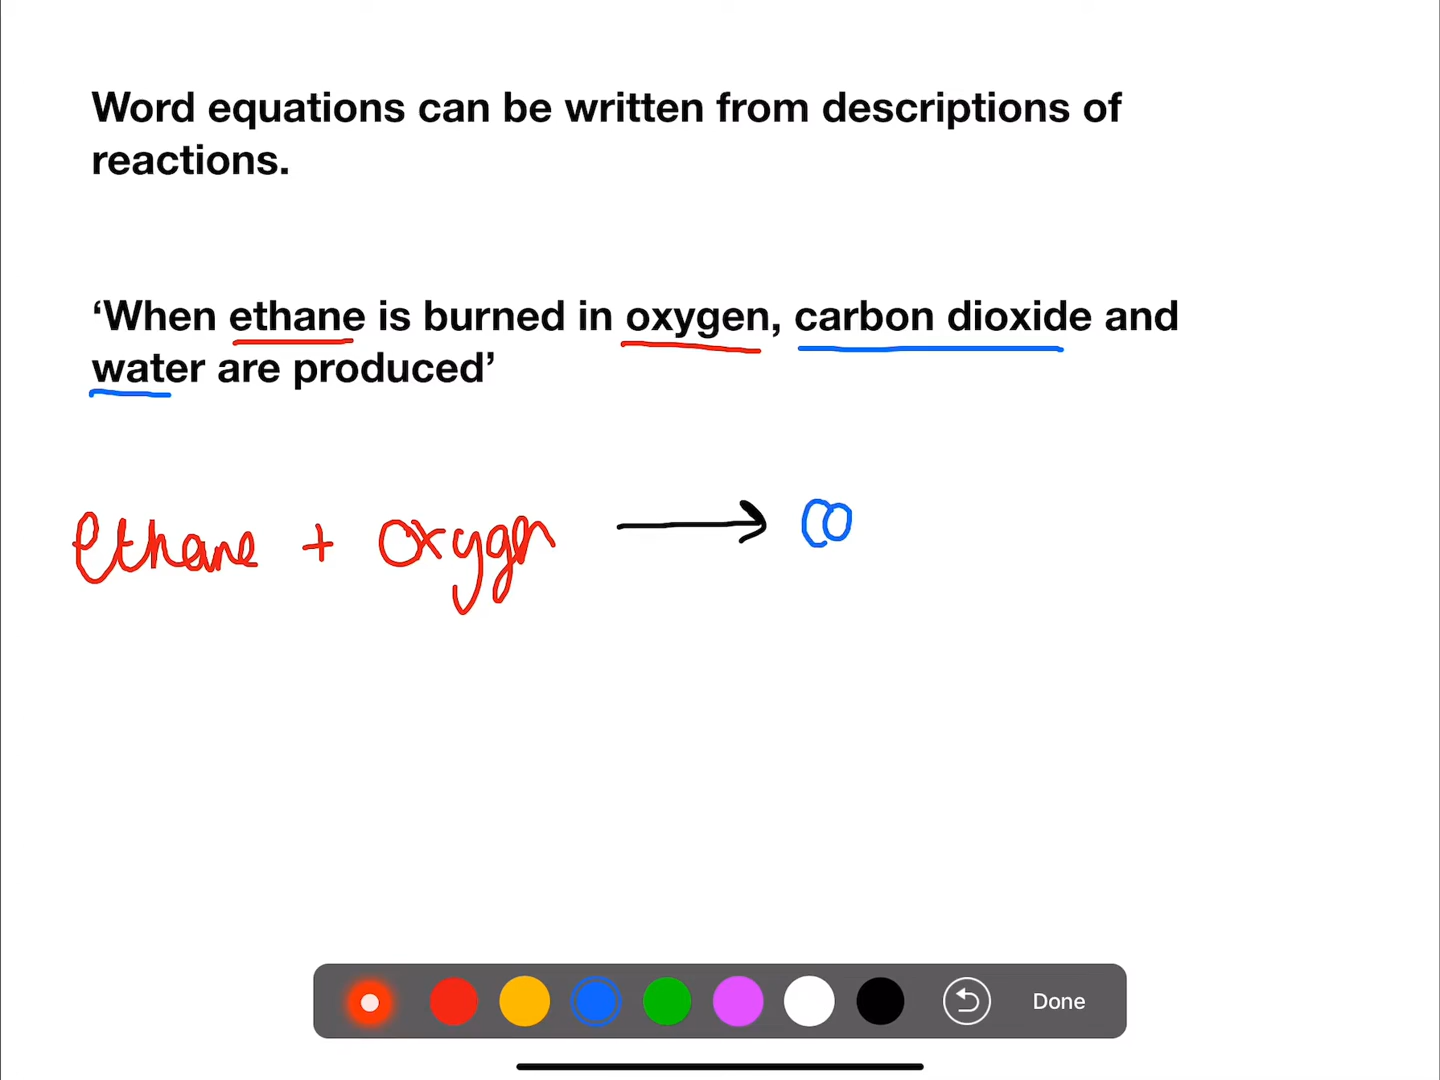 Word equations can be written from descriptions of
reactions.
‘When ethane is burned in oxygen, carbon dioxide and
water are produced’
ethane + oxygen → co
Done